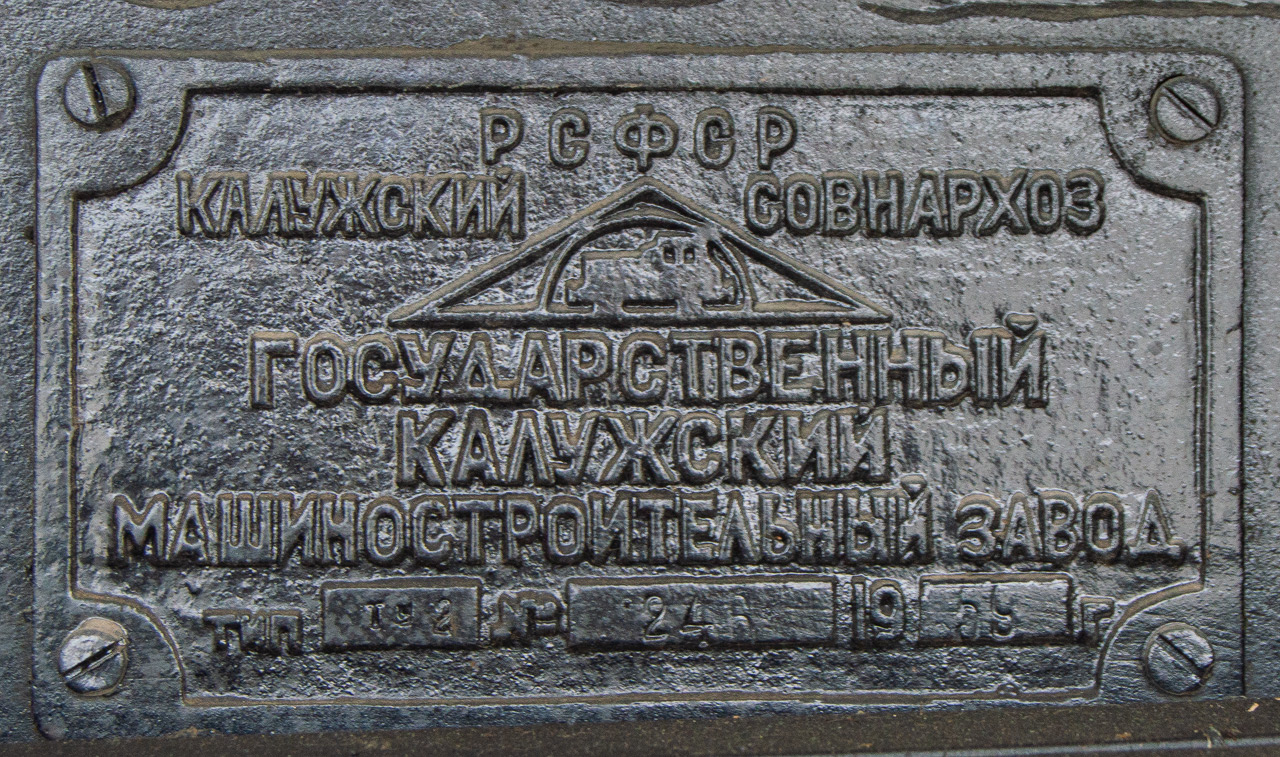 РСФСР
КАЛУЖСКИЙ СОВНАРХОЗ
ГОСУДАРСТВЕННЫЙ
КАЛУЖСКИЙ
МАШИНОСТРОИТЕЛЬНЫЙ ЗАВОД
ТИП № 19 Г